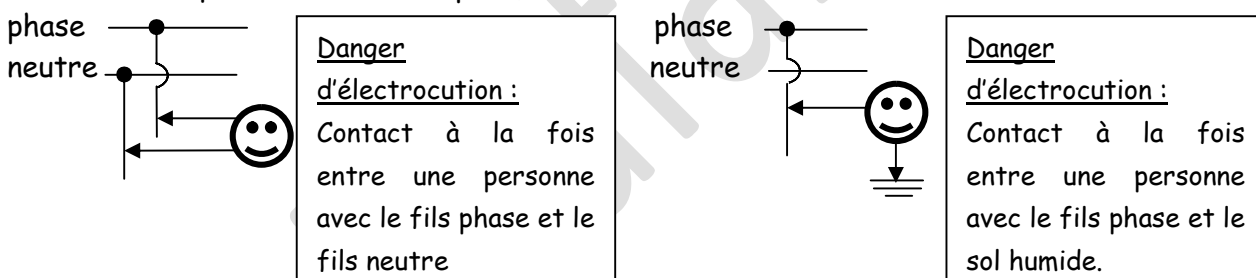 phase
neutre
Danger
d'électrocution :
Contact à la fois
entre une personne
avec le fils phase et le
fils neutre
phase
neutre
Danger
d'électrocution :
Contact à la fois
entre une personne
avec le fils phase et le
sol humide.